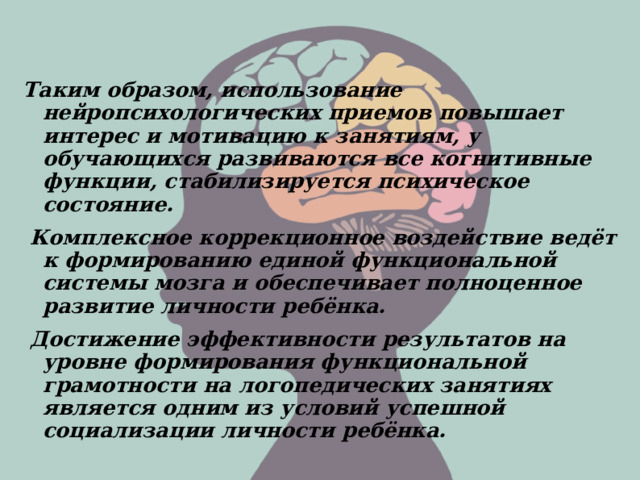 Таким образом, использование
нейропсихологических приемов повышает
интерес и мотивацию к занятиям, у
обучающихся развиваются все когнитивные
функции, стабилизируется психическое
состояние.
Комплексное коррекционное воздействие ведёт
к формированию единой функциональной
системы мозга и обеспечивает полноценное
развитие личности ребёнка.
Достижение эффективности результатов на
уровне формирования функциональной
грамотности на логопедических занятиях
является одним из условий успешной
социализации личности ребёнка.